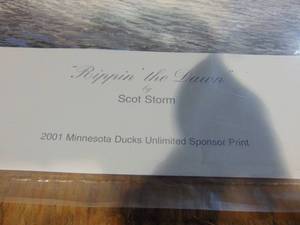 "Rippin' the Dawn"
by
Scot Storm
2001 Minnesota Ducks Unlimited Sponsor Print